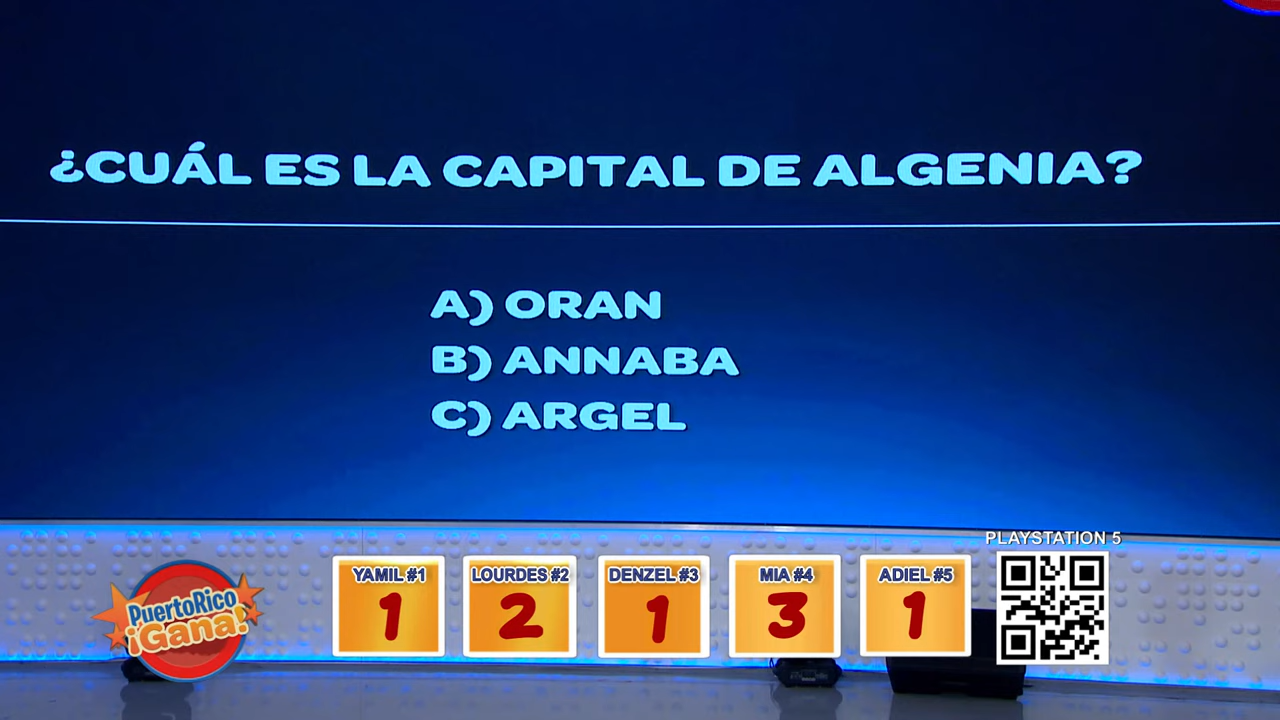 ¿CUÁL ES LA CAPITAL DE ALGENIA?
A) ORAN
B) ANNABA
C) ARGEL
PLAYSTATION 5
PuertoRico
¡Gana!
YAMIL #1
1
LOURDES #2
2
DENZEL #3
1
MIA #4
3
ADIEL #5
1